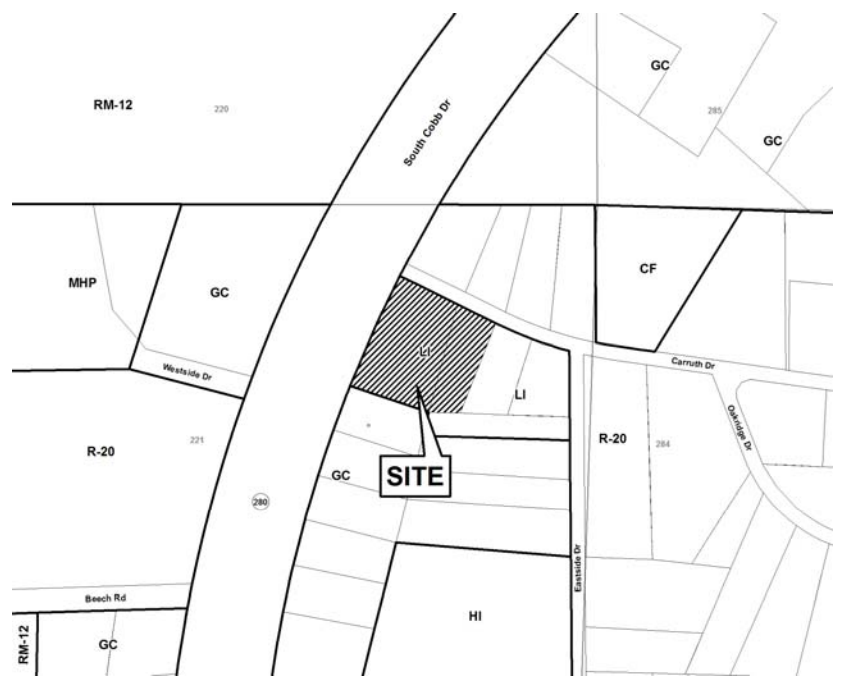 GC
RM-12
220
285
South Cobb Dr
GC
CF
MHP
GC
LI
Westside Dr
Carruth Dr
LI
Oakridge Dr
R-20
221
R-20
284
SITE
GC
280
Eastside Dr
Beech Rd
HI
RM-12
GC